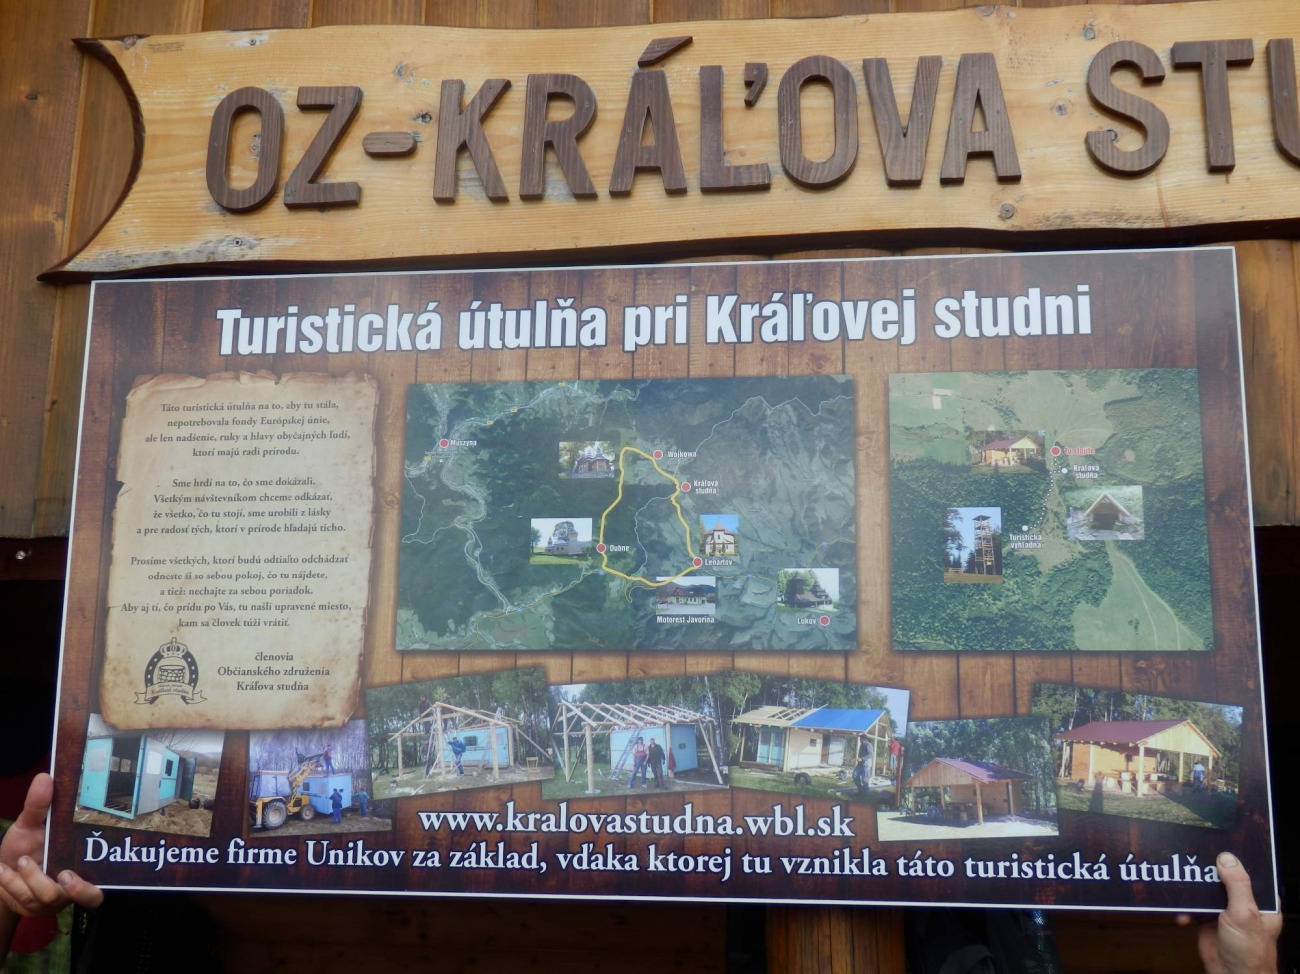 OZ-KRÁĽOVA STU
Turistická útulňa pri Kráľovej studni
Táto turistická útulňa na to, aby tu stála,
nepotrebovala fondy Európskej únie,
ale len nadšenie, ruky a hlavy obyčajných ľudí,
ktorí majú radi prírodu.
Sme hrdí na to, čo sme dokázali.
Všetkým návštevníkom chceme odkázať,
že všetko, čo tu stojí, sme urobili z lásky
a pre radosť tých, ktorí v prírode hľadajú ticho.
Prosíme všetkých, ktorí budú odtiaľto odchádzať
odneste si so sebou pokoj, čo tu nájdete,
a tiež: nechajte za sebou poriadok.
Aby aj tí, čo prídu po Vás, tu našli upravené miesto,
kam sa človek túži vrátiť.
členovia
Občianského združenia
Kráľova studňa
Muszyna
Wojkowa
Kráľova
studňa
Dubne
Lenartov
Motorest Javorina
Lukov
Tu stojíte
Kráľova
studňa
Turistická
vyhliadka
www.kralovastudna.wbl.sk
Ďakujeme firme Unikov za základ, vďaka ktorej tu vznikla táto turistická útulňa